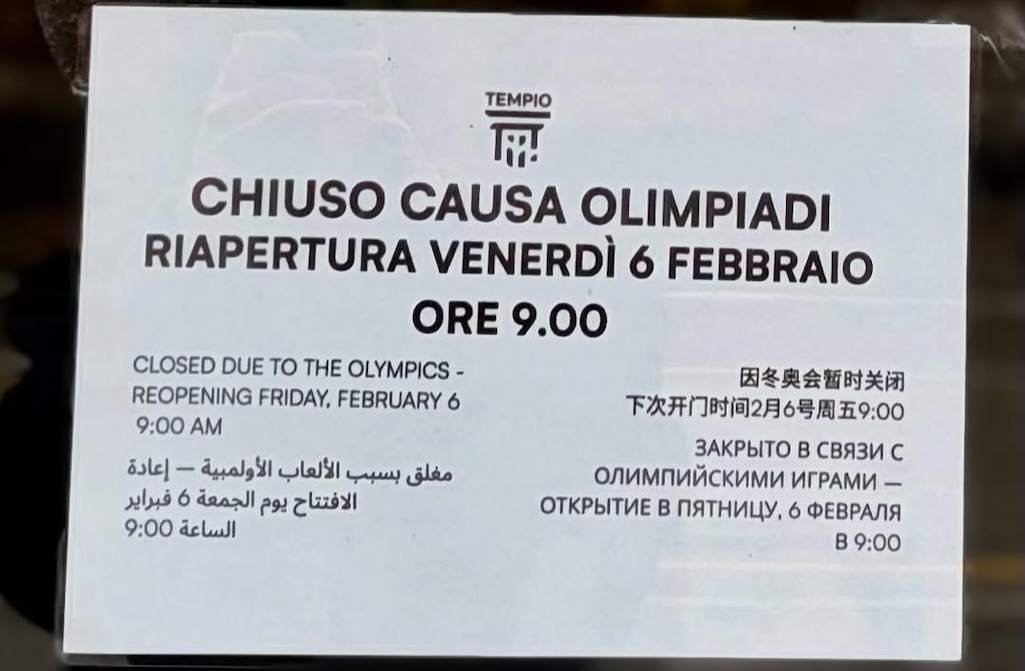 TEMPIO
CHIUSO CAUSA OLIMPIADI
RIAPERTURA VENERDÌ 6 FEBBRAIO
ORE 9.00
CLOSED DUE TO THE OLYMPICS -
REOPENING FRIDAY, FEBRUARY 6
9:00 AM
مغلق بسبب الألعاب الأولمبية — إعادة
الافتتاح يوم الجمعة 6 فبراير
الساعة 9:00
因冬奥会暂时关闭
下次开门时间2月6号周五9:00
ЗАКРЫТО В СВЯЗИ С
ОЛИМПИЙСКИМИ ИГРАМИ —
ОТКРЫТИЕ В ПЯТНИЦУ, 6 ФЕВРАЛЯ
В 9:00